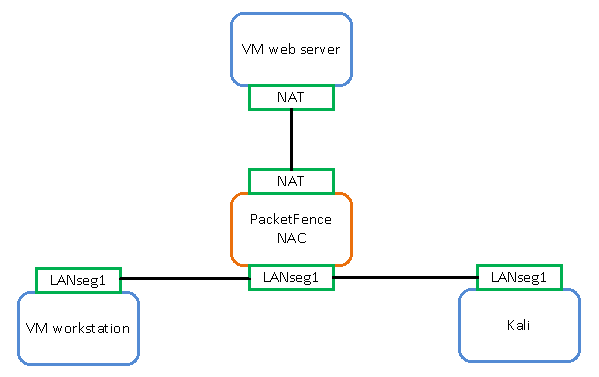 VM web server
NAT
NAT
PacketFence
NAC
LANseg1
LANseg1
LANseg1
VM workstation
Kali